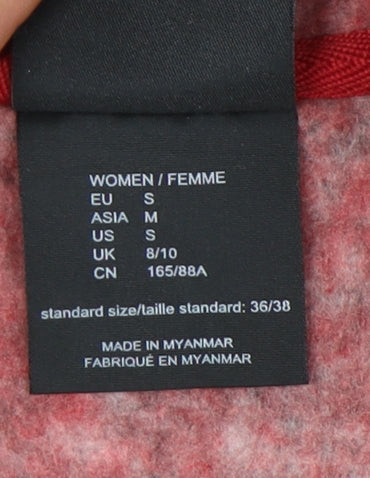 WOMEN / FEMME
EU S
ASIA M
US S
UK 8/10
CN 165/88A
standard size/taille standard: 36/38
MADE IN MYANMAR
FABRIQUÉ EN MYANMAR